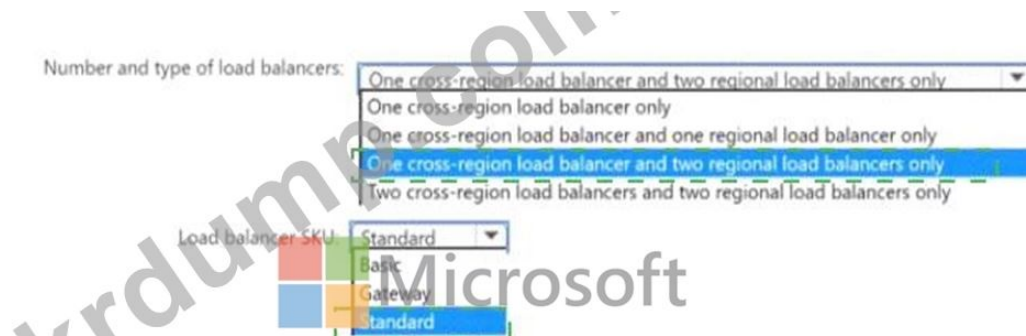 Number and type of load balancers:
One cross-region load balancer and two regional load balancers only
One cross-region load balancer only
One cross-region load balancer and one regional load balancer only
One cross-region load balancer and two regional load balancers only
Two cross-region load balancers and two regional load balancers only
Load balancer SKU:
Standard
Basic
Gateway
Standard
Microsoft
krdump.com